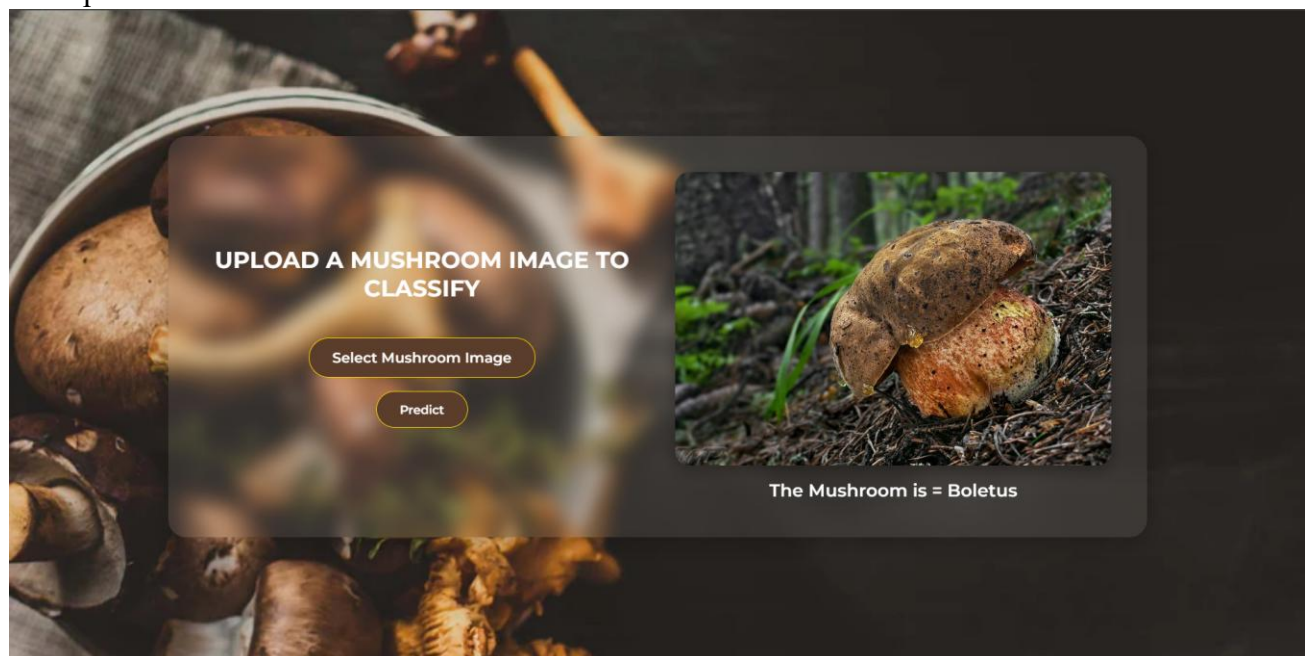 UPLOAD A MUSHROOM IMAGE TO
CLASSIFY
Select Mushroom Image
Predict
The Mushroom is = Boletus